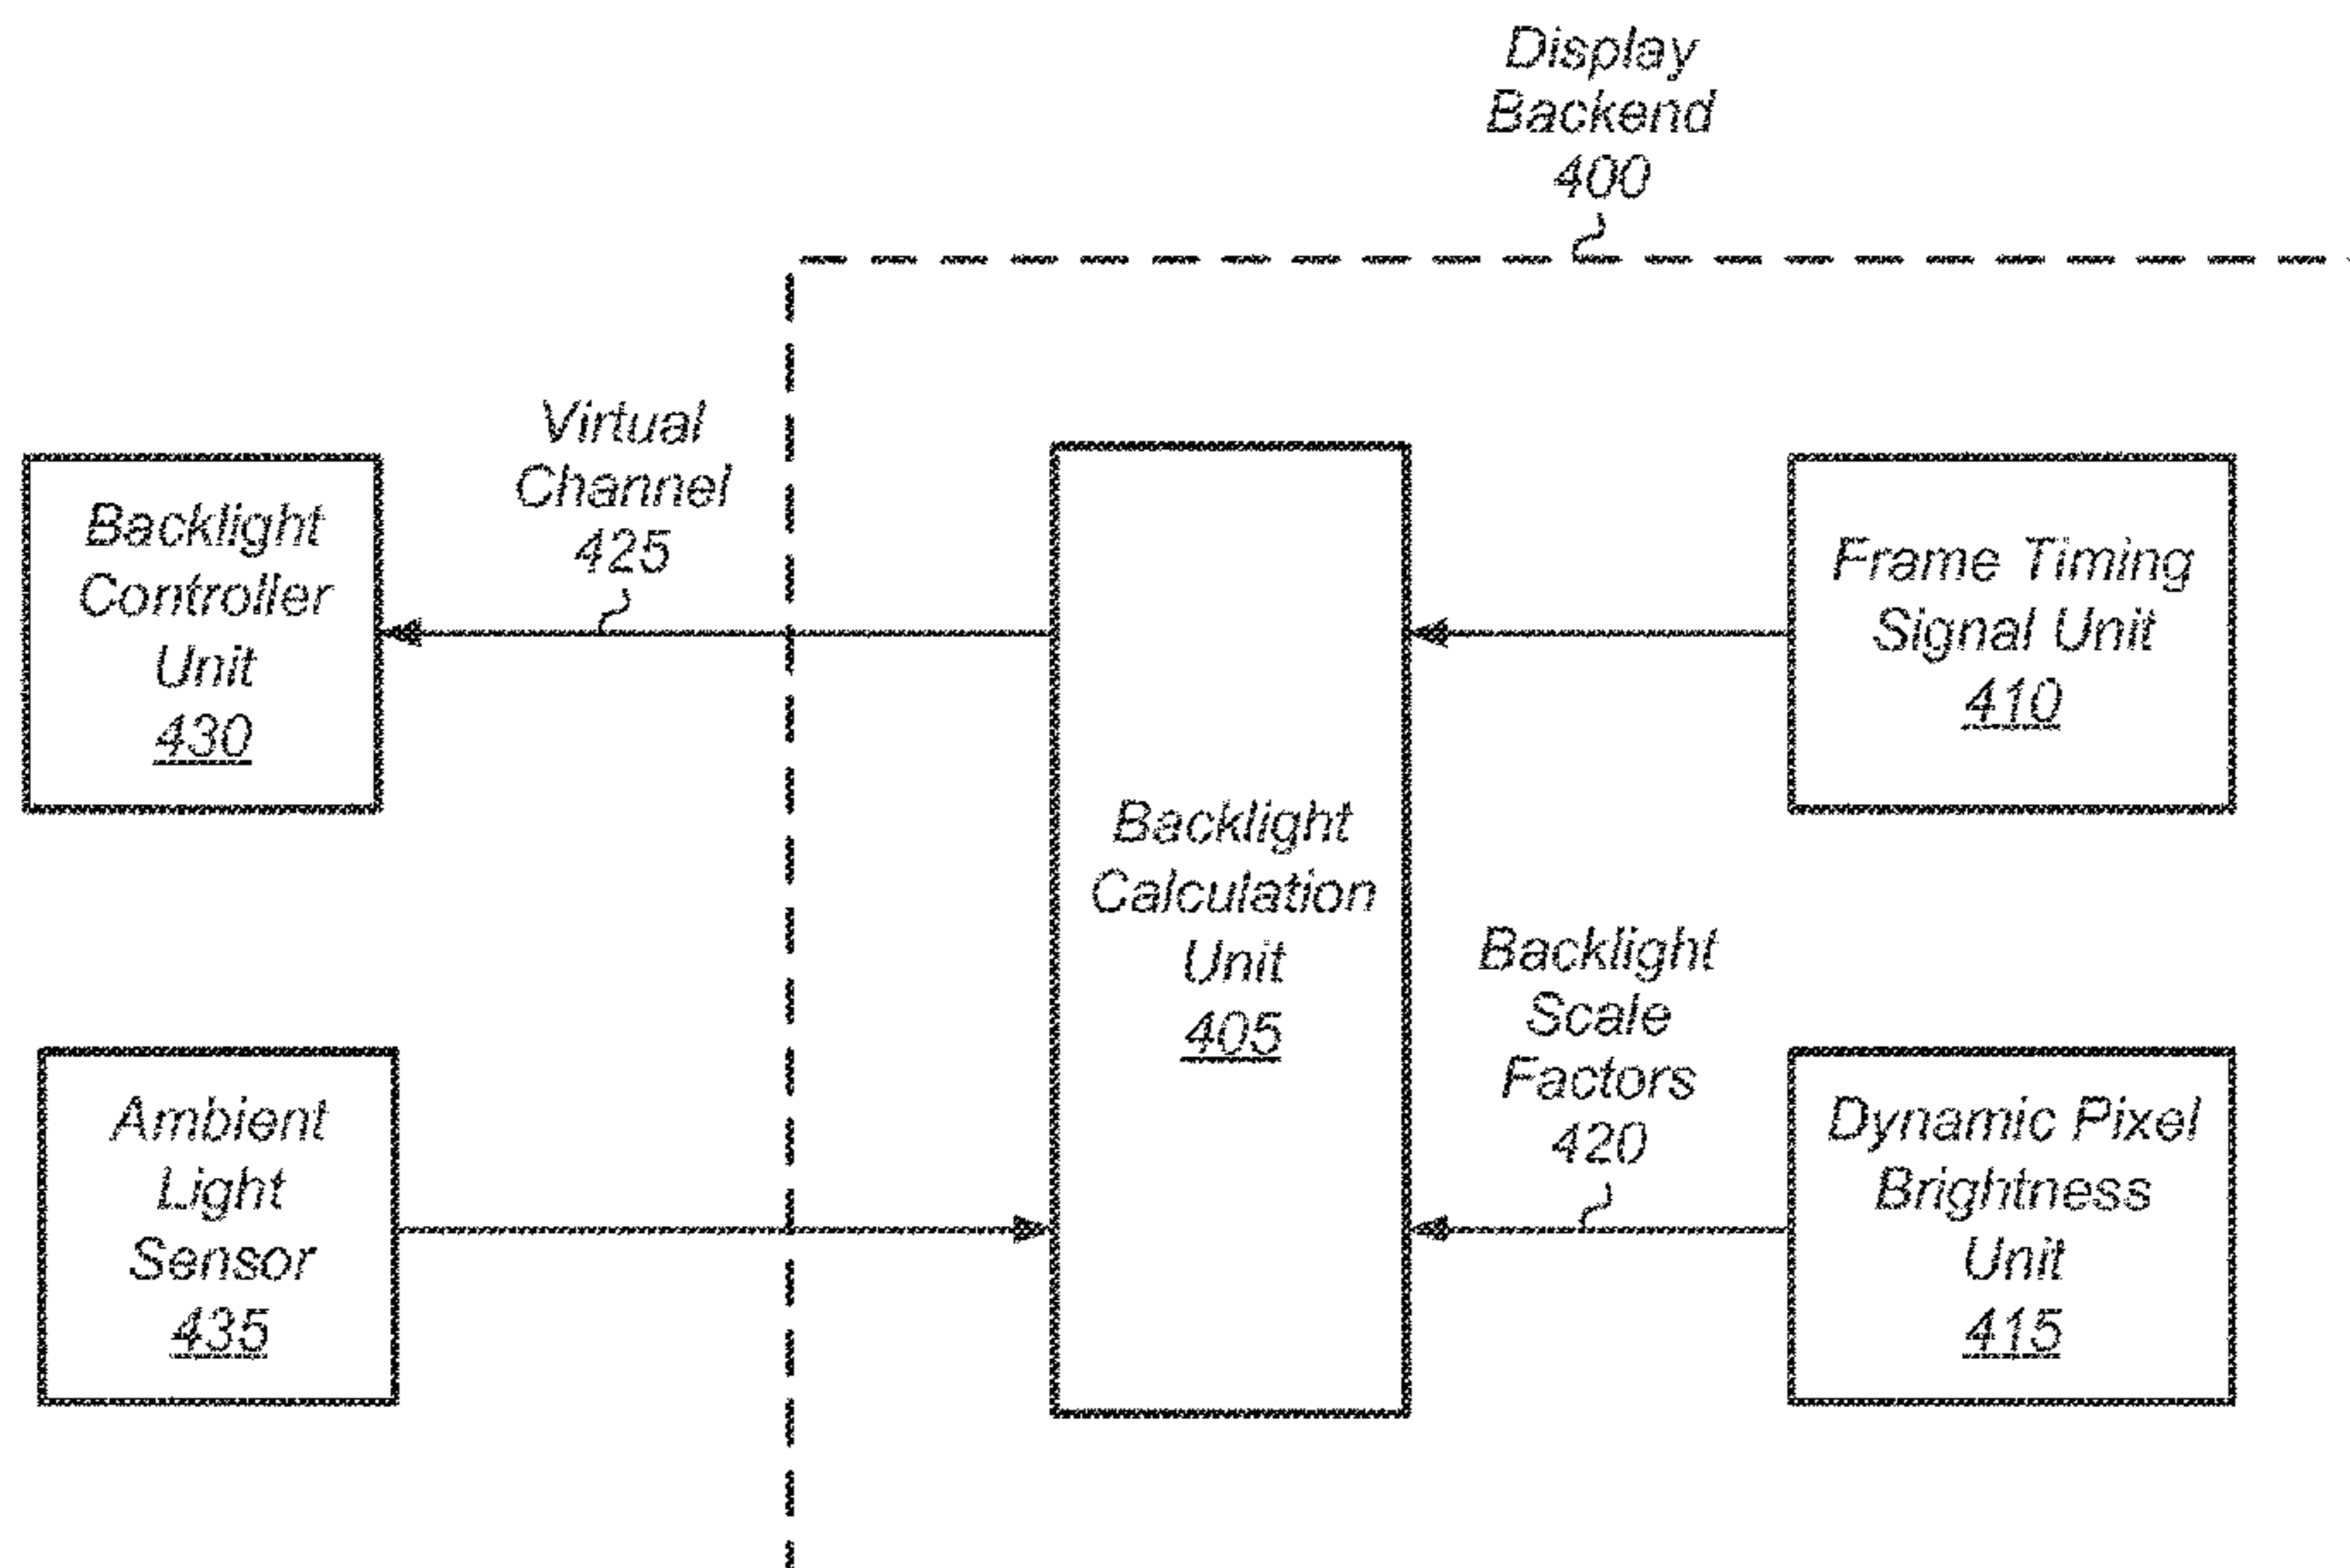 Display
Backend
400
Virtual
Channel
425
Backlight
Controller
Unit
430
Frame Timing
Signal Unit
410
Backlight
Calculation
Unit
405
Backlight
Scale
Factors
420
Ambient
Light
Sensor
435
Dynamic Pixel
Brightness
Unit
415